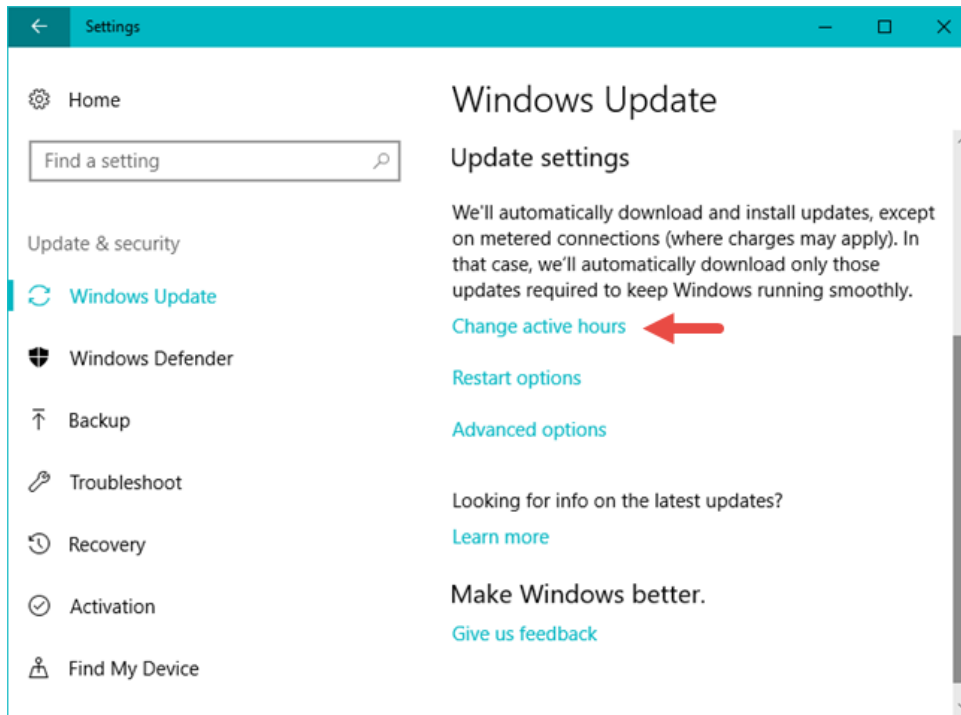 Settings
Home
Find a setting
Update & security
Windows Update
Windows Defender
Backup
Troubleshoot
Recovery
Activation
Find My Device
Windows Update
Update settings
We'll automatically download and install updates, except
on metered connections (where charges may apply). In
that case, we'll automatically download only those
updates required to keep Windows running smoothly.
Change active hours
Restart options
Advanced options
Looking for info on the latest updates?
Learn more
Make Windows better.
Give us feedback